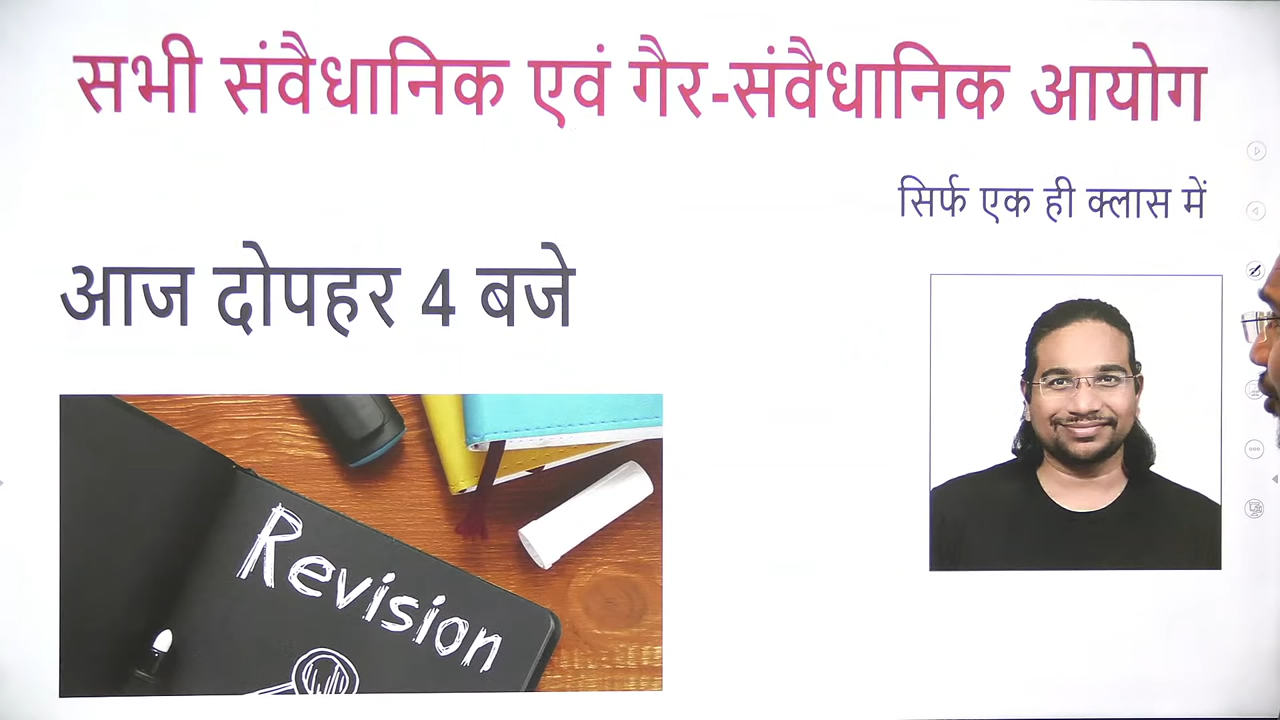 सभी संवैधानिक एवं गैर-संवैधानिक आयोग
सिर्फ एक ही क्लास में
आज दोपहर 4 बजे
Revision